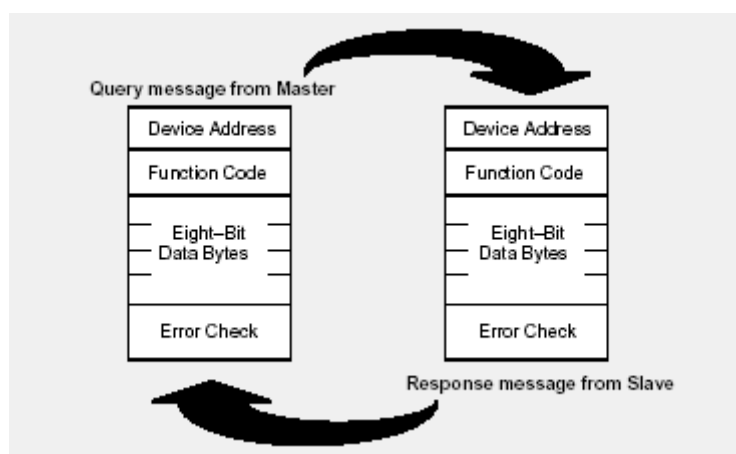 Query message from Master
Device Address
Function Code
Eight–Bit
Data Bytes
Error Check
Device Address
Function Code
Eight–Bit
Data Bytes
Error Check
Response message from Slave